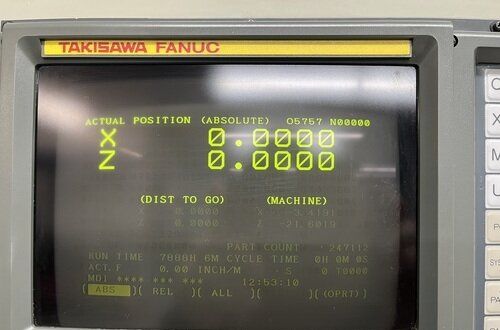 TAKISAWA FANUC
ACTUAL POSITION (ABSOLUTE) O5757 N00000
X 0.0000
Z 0.0000
(DIST TO GO) (MACHINE)
0.0000 X -3.4191
0.0000 Z -21.6019
PART COUNT 247112
RUN TIME 7888H 6M CYCLE TIME 0H 0M 0S
ACT.F 0.00 INCH/M S 0 T0000
MDI **** *** *** 12:53:10
[ ABS ][ REL ][ ALL ][ ][(OPRT)]
X
M
U